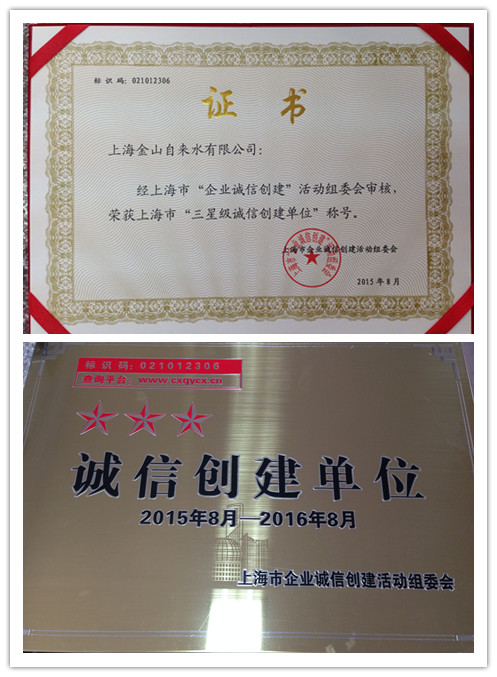 标识码：021012306
证书
上海金山自来水有限公司：
经上海市“企业诚信创建”活动组委会审核，
荣获上海市“三星级诚信创建单位”称号。
上海市企业诚信创建活动组委会
2015年8月
标识码：021012306
查询平台：www.cxqycx.net
诚信创建单位
2015年8月—2016年8月
上海市企业诚信创建活动组委会